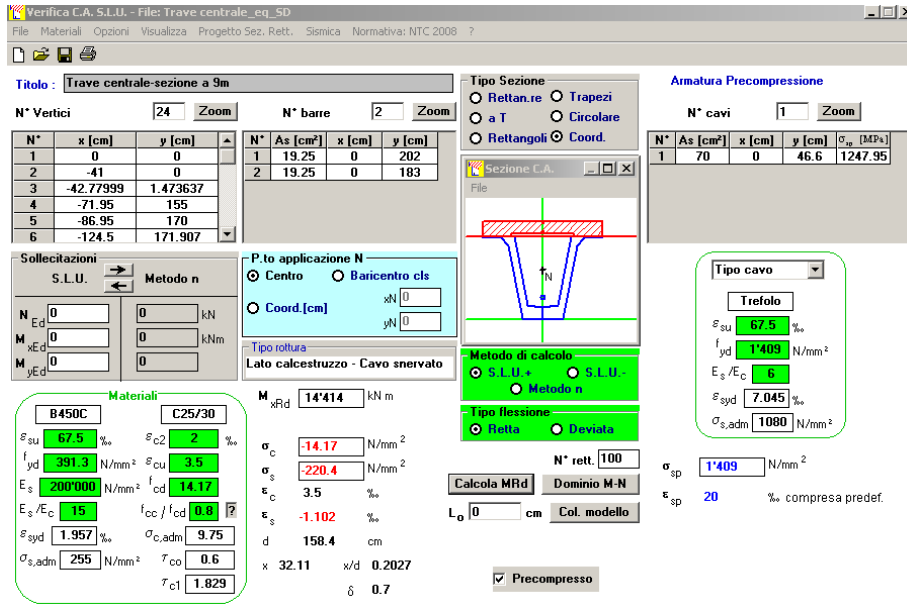 Verifica C.A. S.L.U. - File: Trave centrale_eq_SD
File Materiali Opzioni Visualizza Progetto Sez. Rett. Sismica Normativa: NTC 2008 ?
Titolo : Trave centrale-sezione a 9m
N* Vertici 24 Zoom N* barre 2 Zoom
N* x [cm] y [cm]
1 0 0
2 -41 0
3 -42.77999 1.473637
4 -71.95 155
5 -86.95 170
6 -124.5 171.907
N* As [cm²] x [cm] y [cm]
1 19.25 0 202
2 19.25 0 183
Tipo Sezione
Rettan.re Trapezi
a T Circolare
Rettangoli Coord.
Armatura Precompressione
N* cavi 1 Zoom
N* As [cm²] x [cm] y [cm] σsp [MPa]
1 70 0 46.6 1247.95
Sezione C.A.
File
N
Sollecitazioni
S.L.U. Metodo n
N Ed 0 0 kN
M xEd 0 0 kNm
M yEd 0 0
P.to applicazione N
Centro Baricentro cls
Coord.[cm] xN 0
yN 0
Tipo rottura
Lato calcestruzzo - Cavo snervato
Metodo di calcolo
S.L.U.+ S.L.U.-
Metodo n
Tipo flessione
Retta Deviata
N* rett. 100
Calcola MRd Dominio M-N
L₀ 0 cm Col. modello
Precompresso
Tipo cavo
Trefolo
εsu 67.5 ‰
fyd 1'409 N/mm²
Es/Ec 6
εsyd 7.045 ‰
σs,adm 1080 N/mm²
σsp 1'409 N/mm²
εsp 20 ‰ compresa predef.
Materiali
B450C C25/30
εsu 67.5 ‰ εc2 2 ‰
fyd 391.3 N/mm² εcu 3.5
Es 200'000 N/mm² fcd 14.17
Es/Ec 15 fcc / fcd 0.8 ?
εsyd 1.957 ‰ σc,adm 9.75
σs,adm 255 N/mm² τco 0.6
τc1 1.829
M xRd 14'414 kN m
σc -14.17 N/mm²
σs -220.4 N/mm²
εc 3.5 ‰
εs -1.102 ‰
d 158.4 cm
x 32.11 x/d 0.2027
δ 0.7